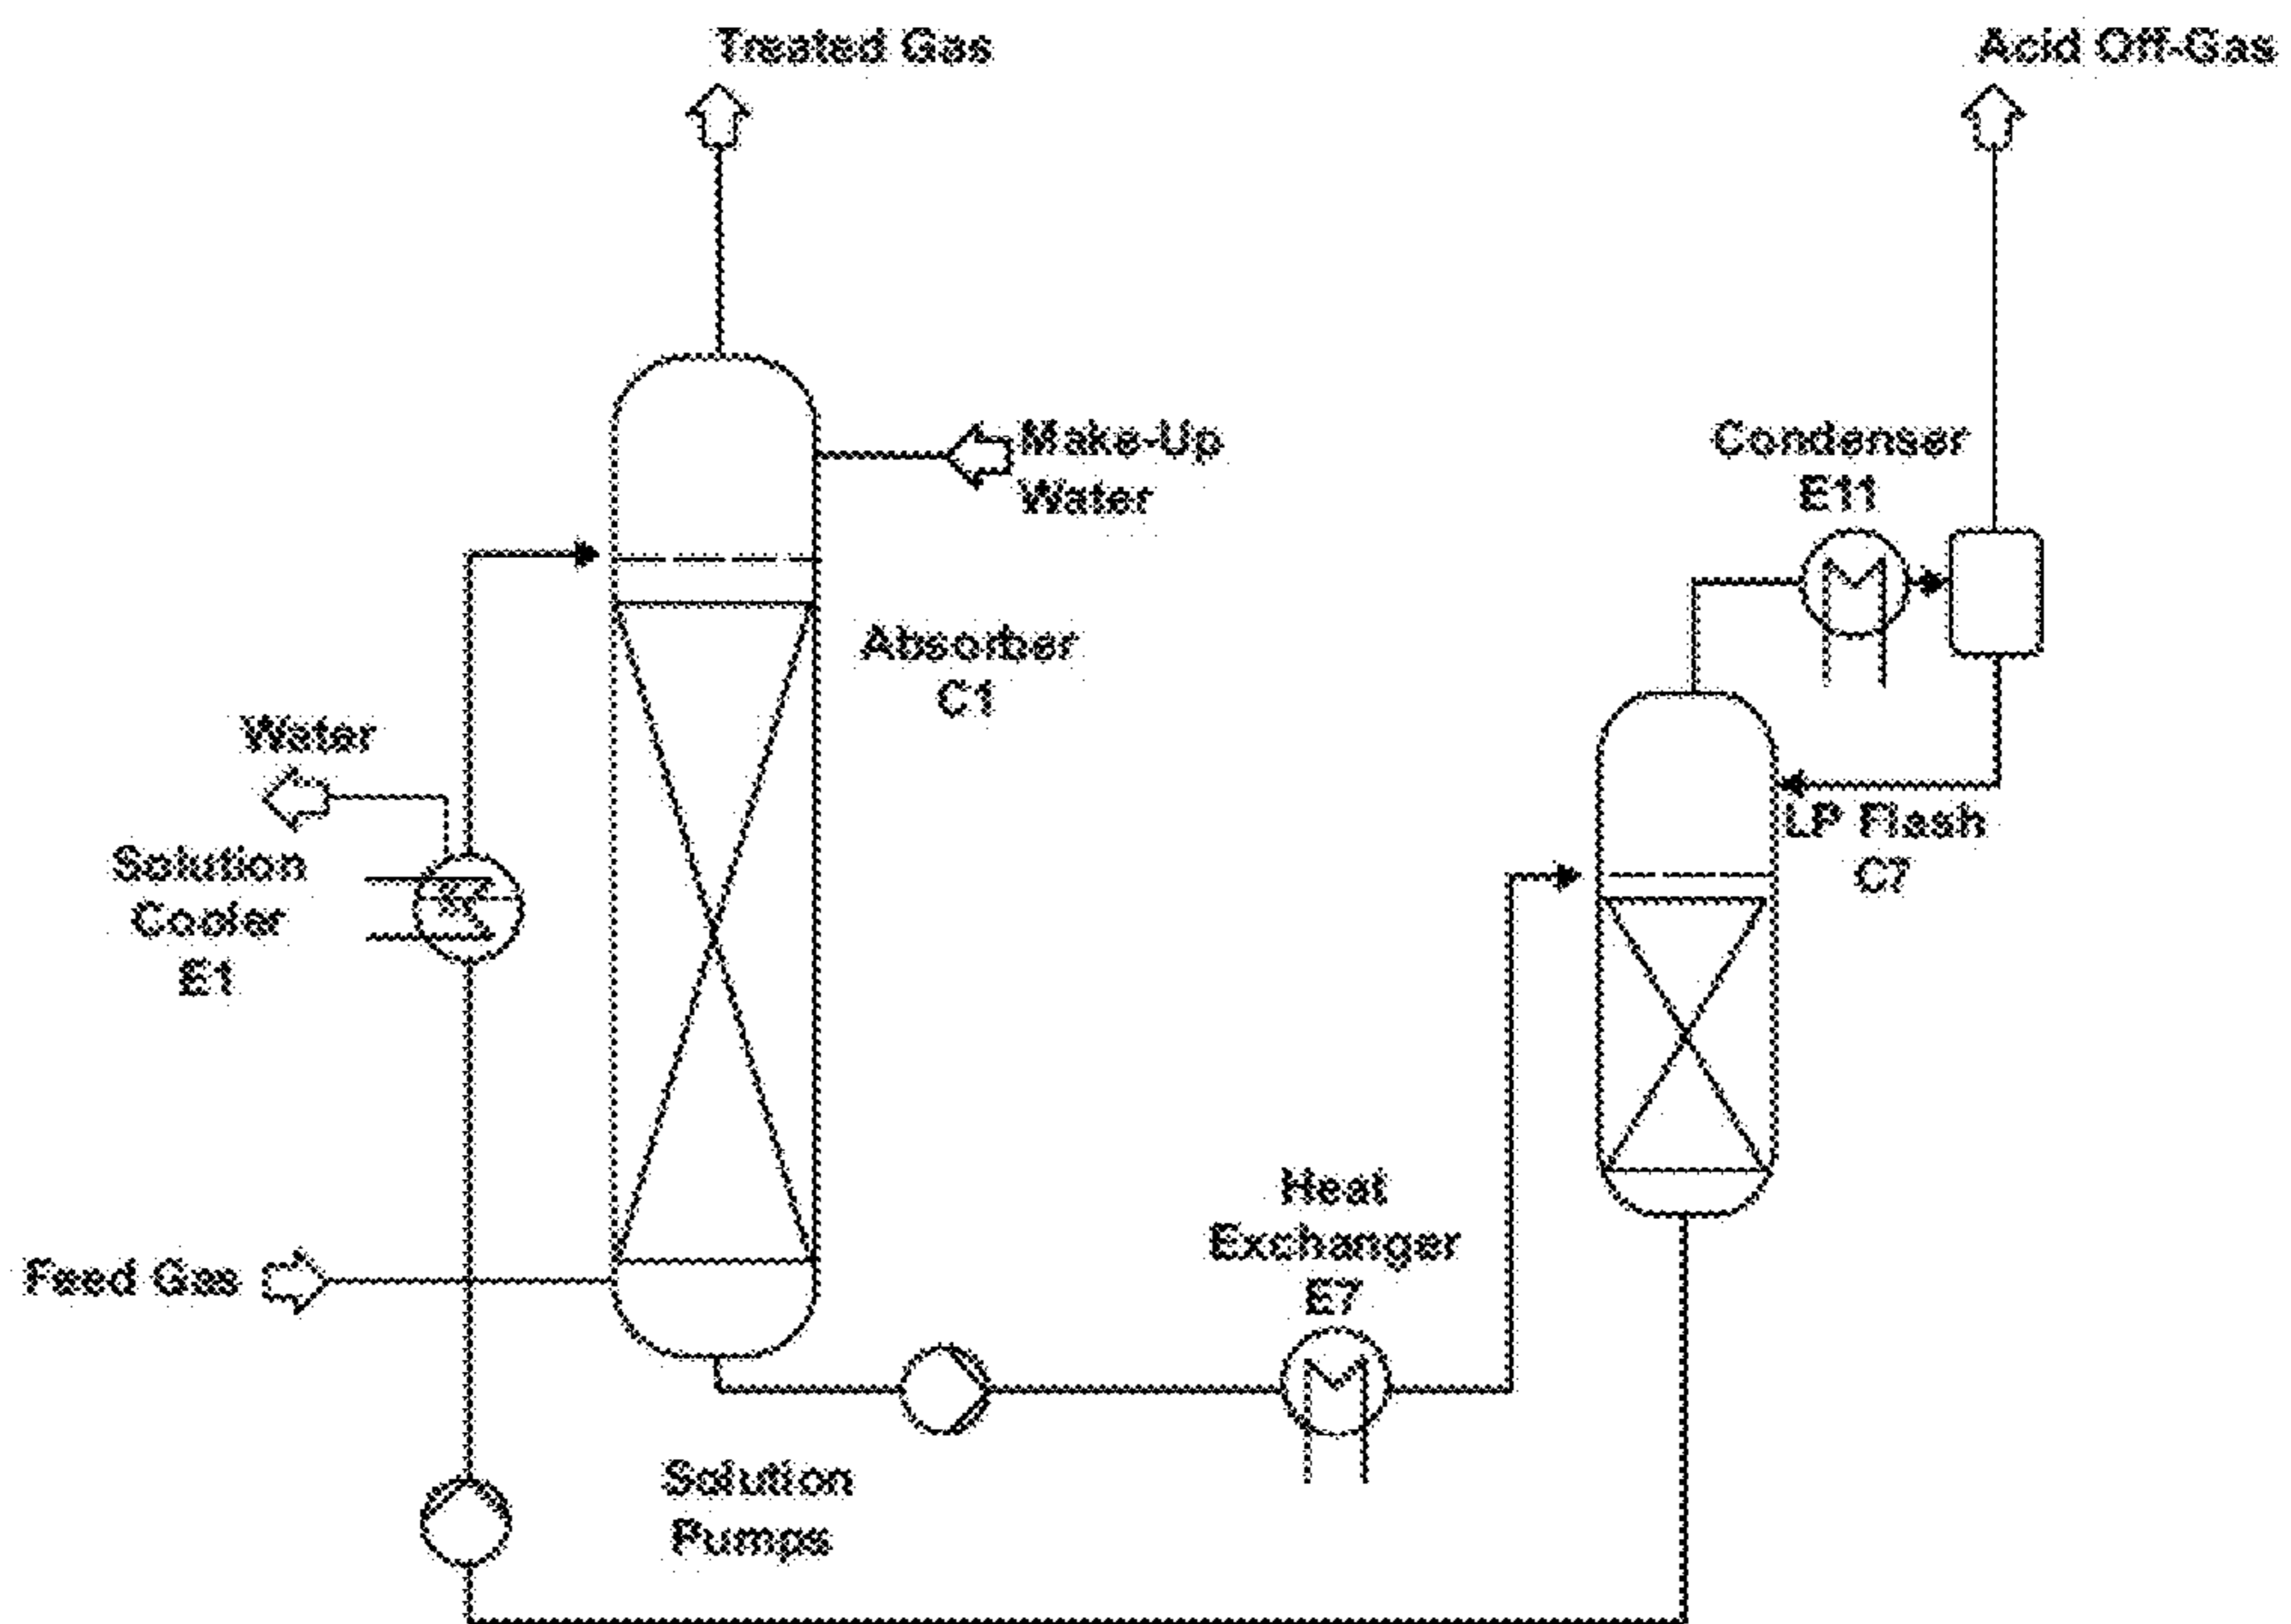 Treated Gas
Acid Off-Gas
Make-Up
Water
Condenser
E11
Absorber
C1
Water
LP Flash
C7
Solution
Cooler
E1
Heat
Exchanger
E7
Feed Gas
Solution
Pumps